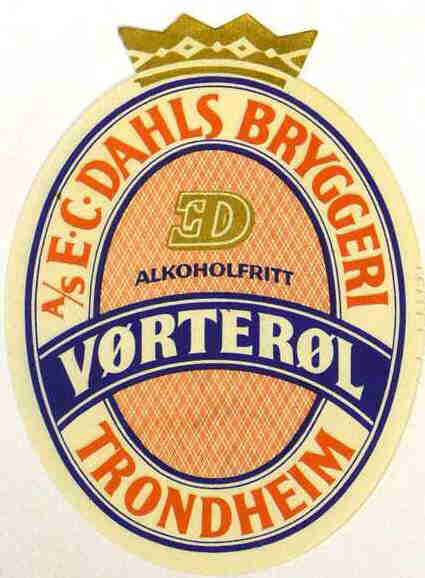 A/S E·C·DAHLS BRYGGERI
ED
ALKOHOLFRITT
VØRTERØL
TRONDHEIM